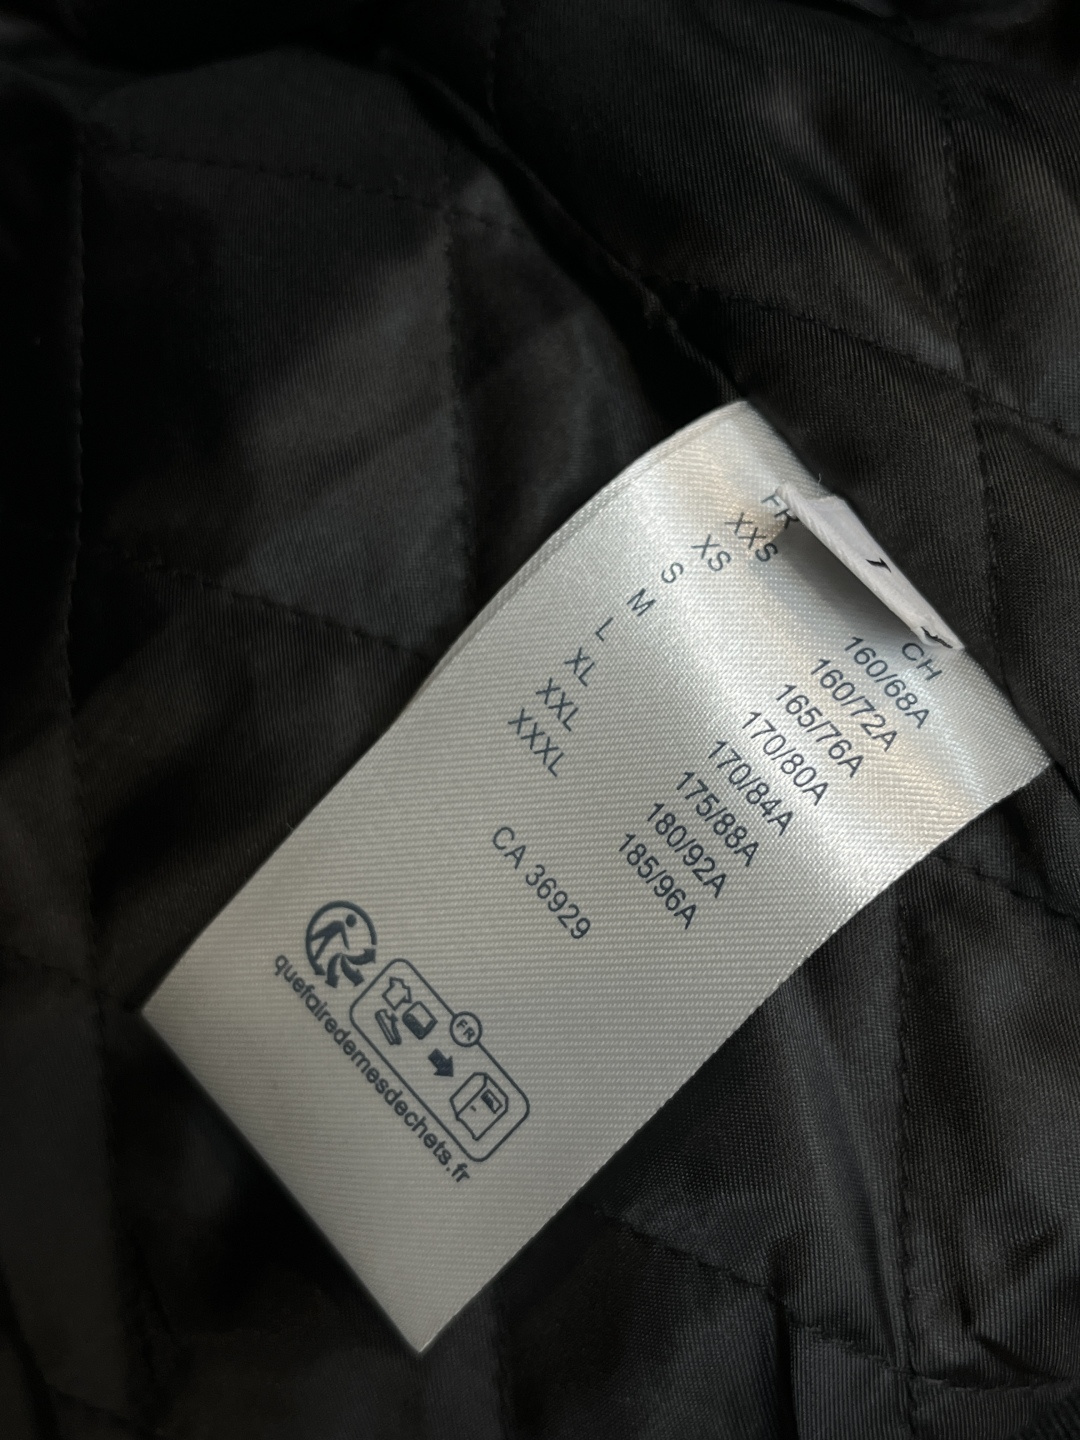 FR CH
XXS 160/68A
XS 160/72A
S 165/76A
M 170/80A
L 170/84A
XL 175/88A
XXL 180/92A
XXXL 185/96A
CA 36929
FR
quefairedemesdechets.fr